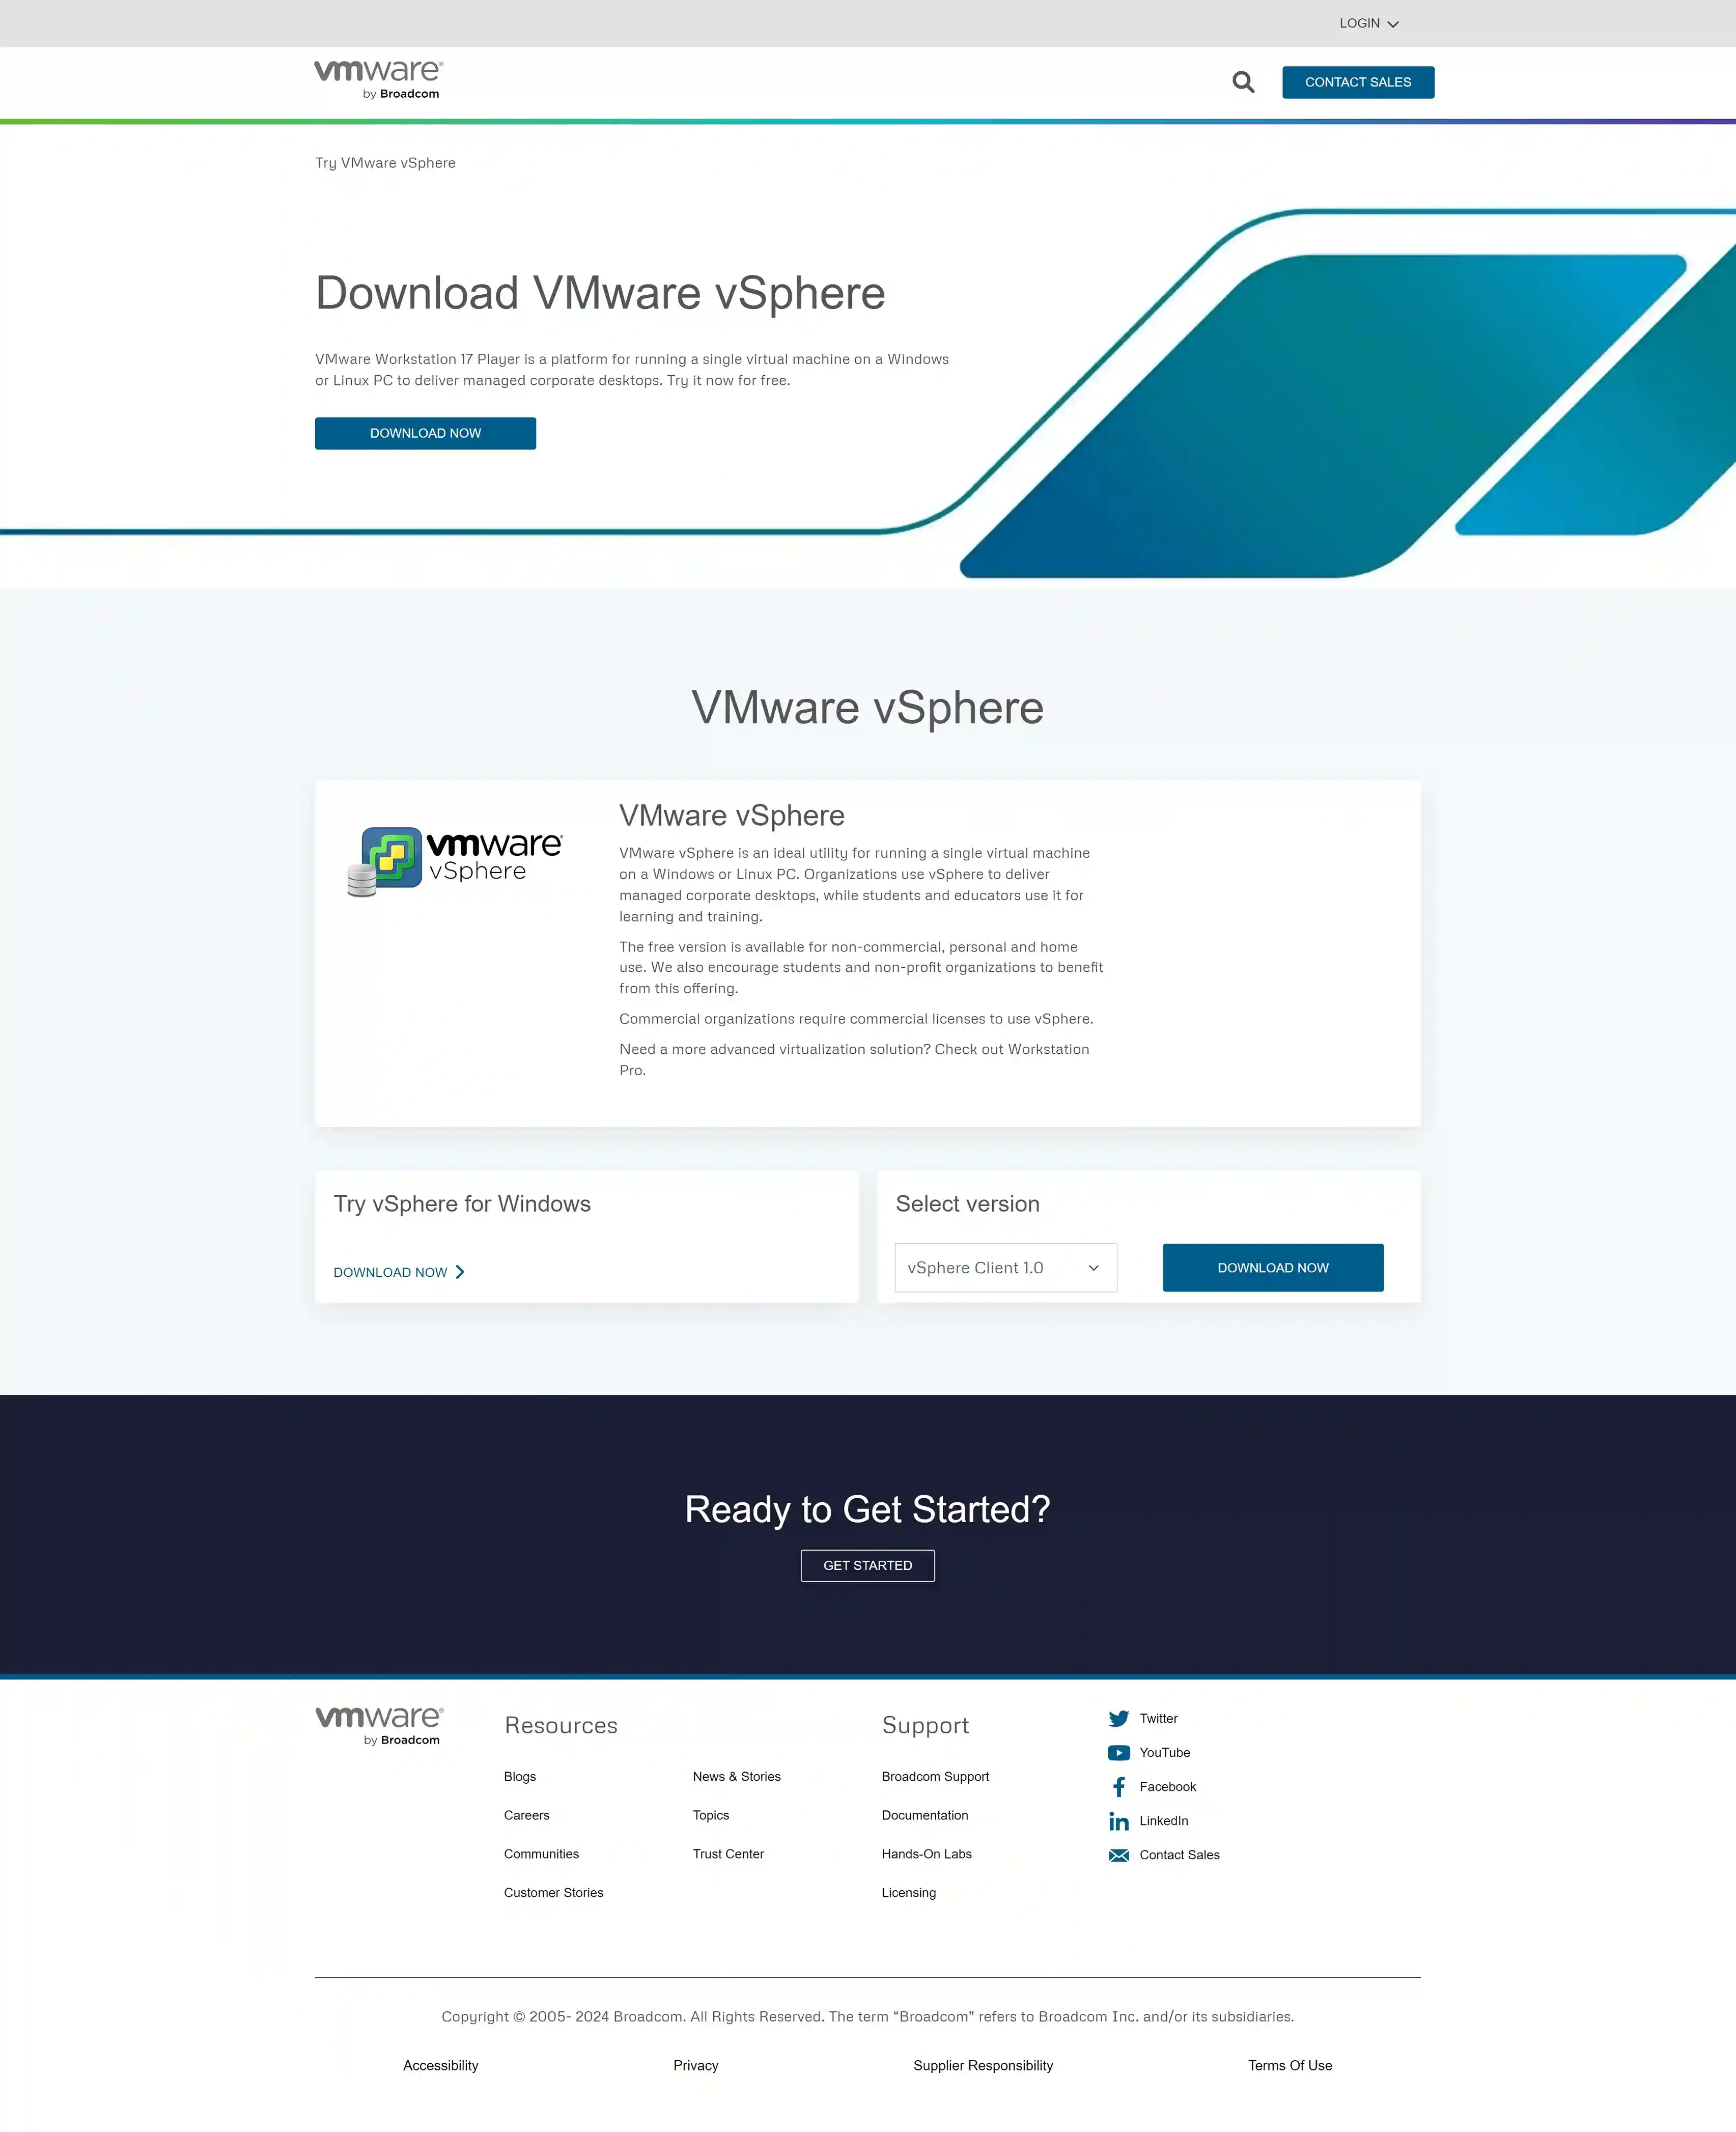 LOGIN
vmware®
by Broadcom
CONTACT SALES
Try VMware vSphere
Download VMware vSphere
VMware Workstation 17 Player is a platform for running a single virtual machine on a Windows
or Linux PC to deliver managed corporate desktops. Try it now for free.
DOWNLOAD NOW
VMware vSphere
vmware®
vSphere
VMware vSphere
VMware vSphere is an ideal utility for running a single virtual machine
on a Windows or Linux PC. Organizations use vSphere to deliver
managed corporate desktops, while students and educators use it for
learning and training.
The free version is available for non-commercial, personal and home
use. We also encourage students and non-profit organizations to benefit
from this offering.
Commercial organizations require commercial licenses to use vSphere.
Need a more advanced virtualization solution? Check out Workstation
Pro.
Try vSphere for Windows
DOWNLOAD NOW
Select version
vSphere Client 1.0
DOWNLOAD NOW
Ready to Get Started?
GET STARTED
vmware®
by Broadcom
Resources
Blogs
Careers
Communities
Customer Stories
News & Stories
Topics
Trust Center
Support
Broadcom Support
Documentation
Hands-On Labs
Licensing
Twitter
YouTube
Facebook
LinkedIn
Contact Sales
Copyright © 2005- 2024 Broadcom. All Rights Reserved. The term “Broadcom” refers to Broadcom Inc. and/or its subsidiaries.
Accessibility
Privacy
Supplier Responsibility
Terms Of Use